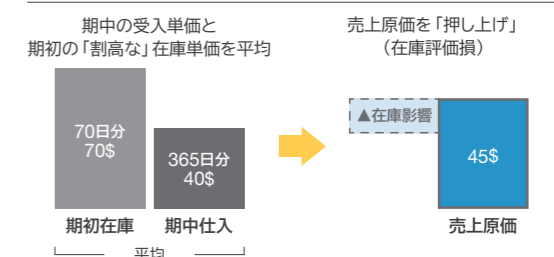 期中の受入単価と
期初の「割高な」在庫単価を平均
売上原価を「押し上げ」
(在庫評価損)
70日分
70$
365日分
40$
▲在庫影響
45$
期初在庫
期中仕入
売上原価
平均